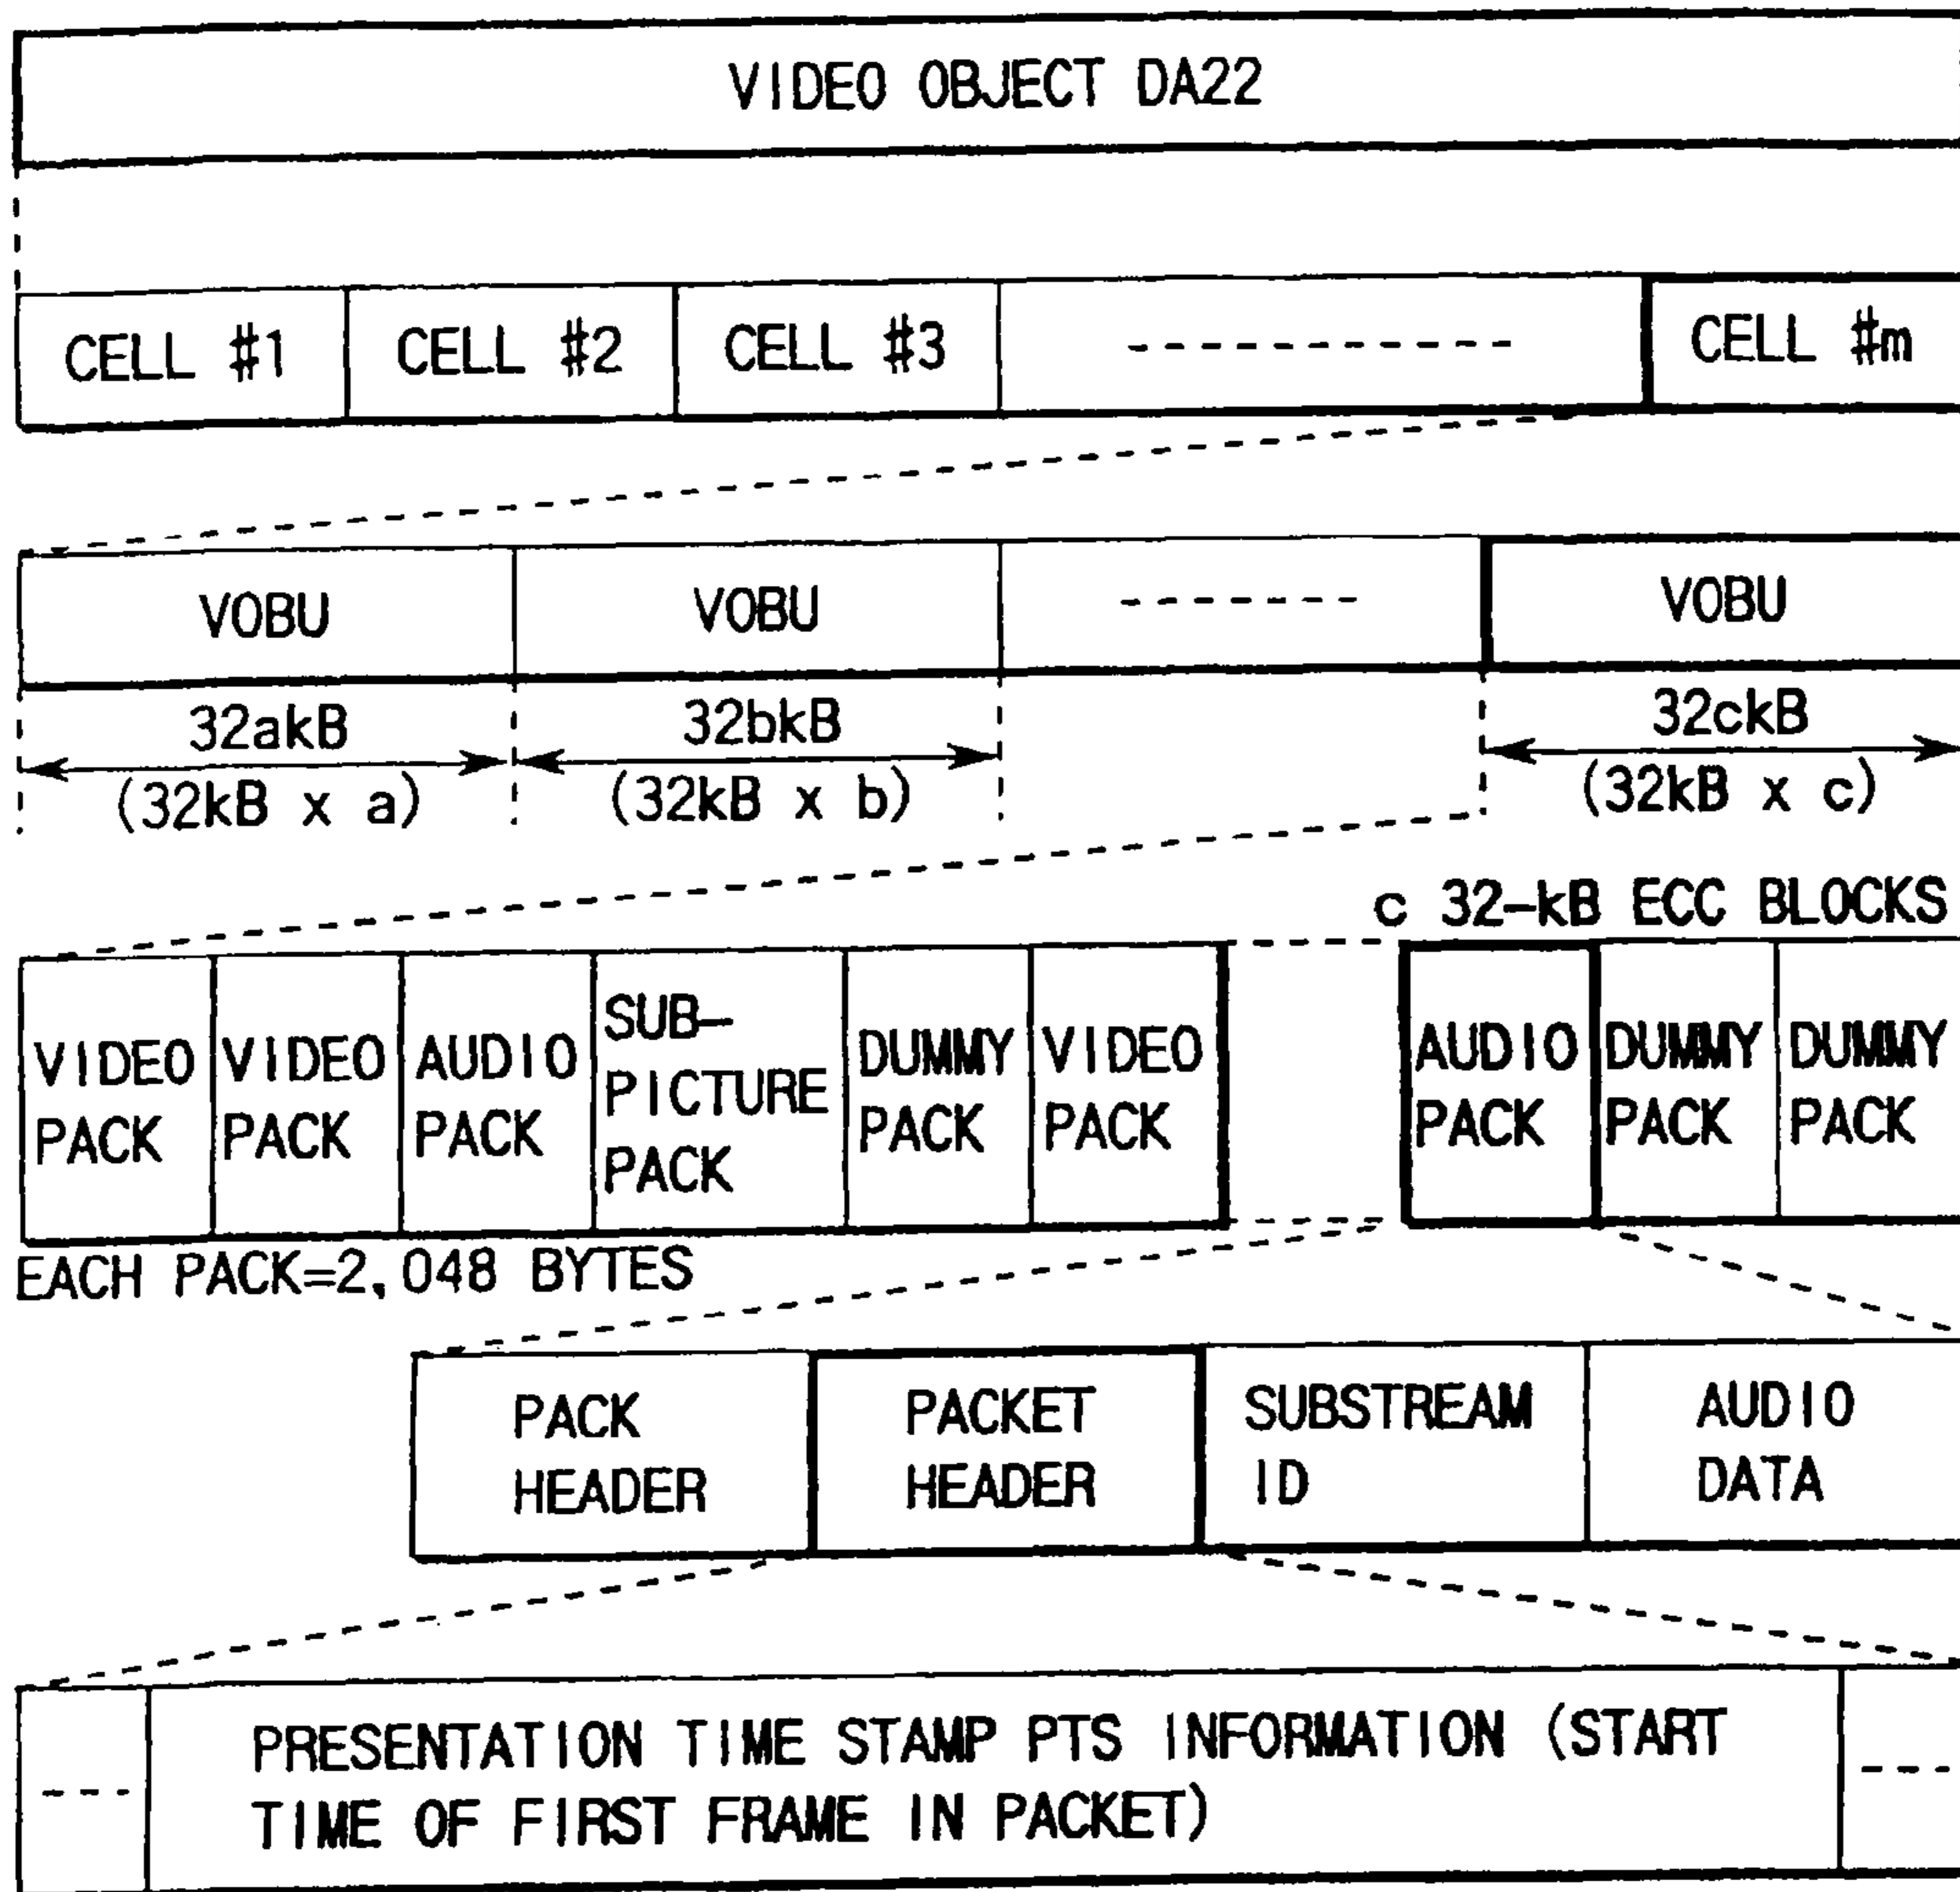 VIDEO OBJECT DA22
CELL #1 CELL #2 CELL #3 CELL #m
VOBU VOBU VOBU
32akB 32bkB 32ckB
(32kB x a) (32kB x b) (32kB x c)
c 32-kB ECC BLOCKS
VIDEO PACK
VIDEO PACK
AUDIO PACK
SUB-
PICTURE
PACK
DUMMY PACK
VIDEO PACK
AUDIO PACK
DUMMY PACK
DUMMY PACK
EACH PACK=2,048 BYTES
PACK
HEADER
PACKET
HEADER
SUBSTREAM
ID
AUDIO
DATA
PRESENTATION TIME STAMP PTS INFORMATION (START
TIME OF FIRST FRAME IN PACKET)